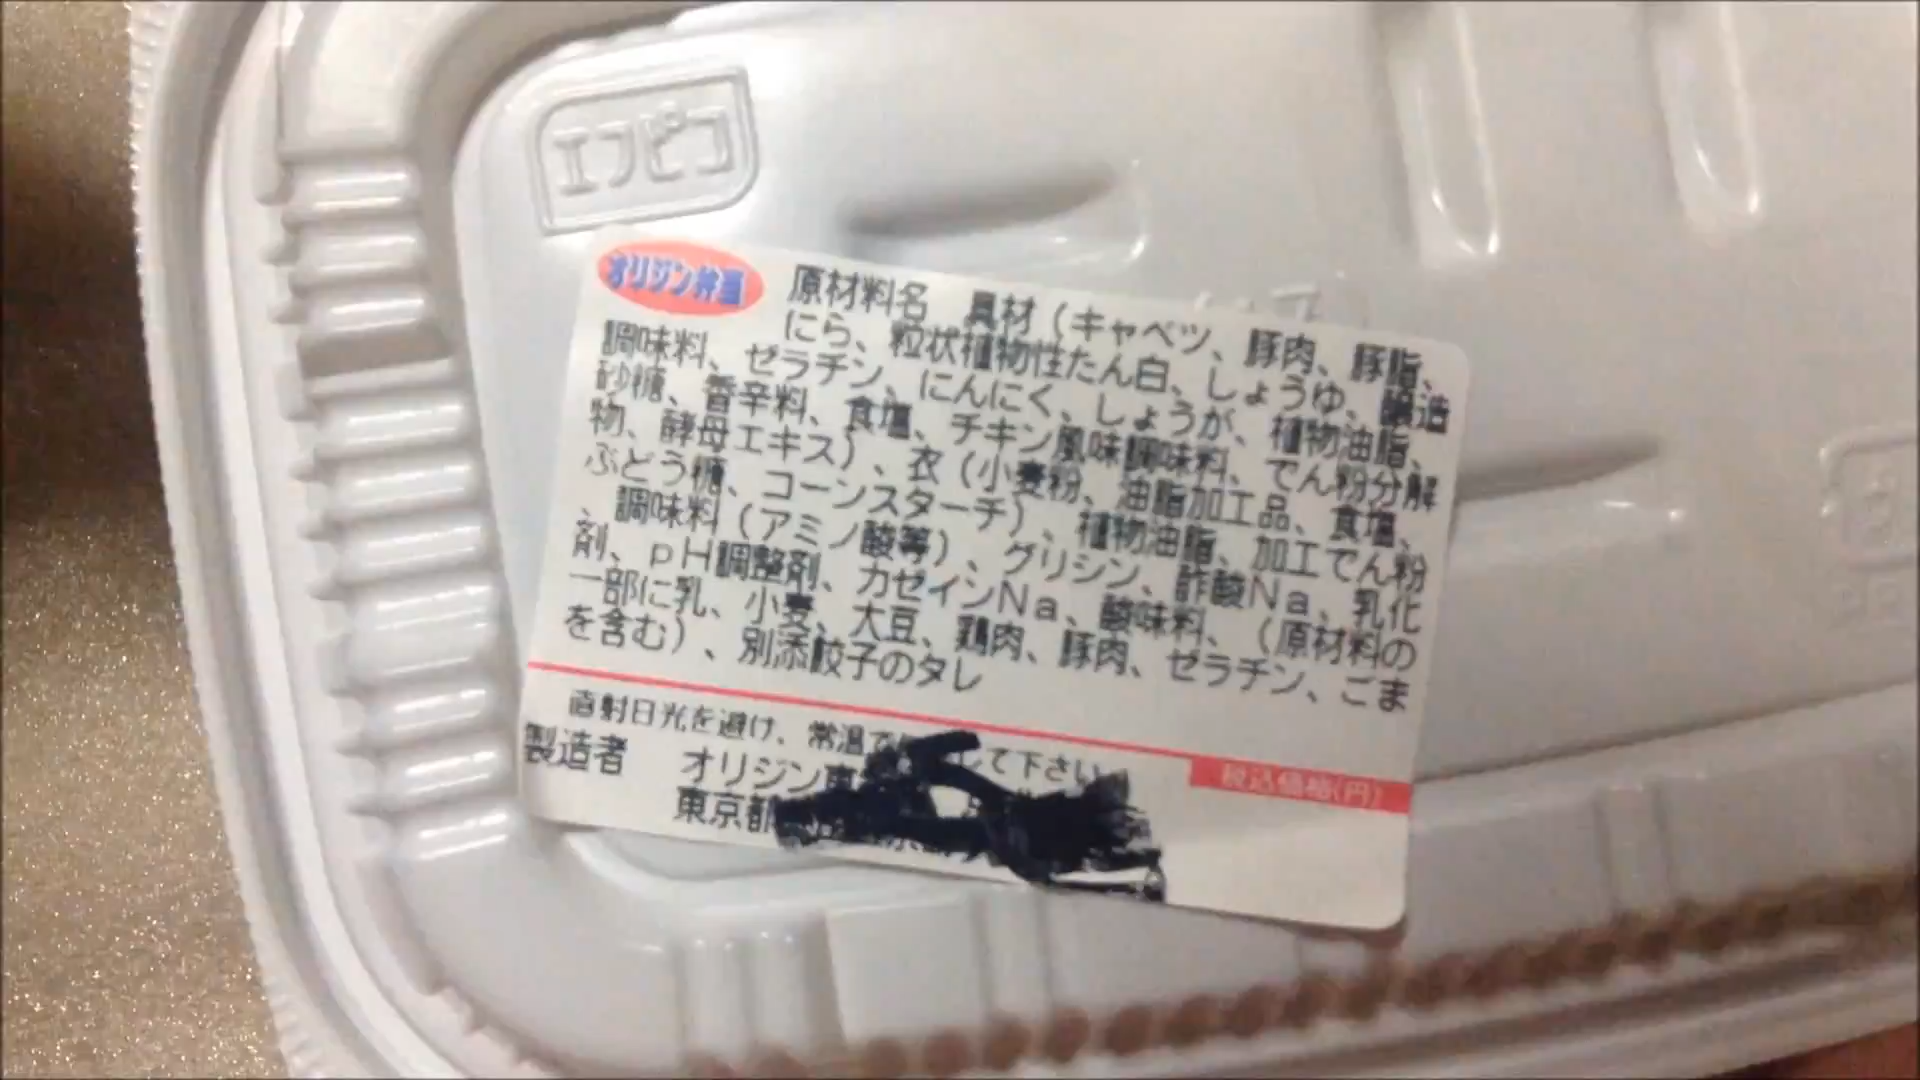 エフピコ
オリジン弁当
原材料名 具材(キャベツ、豚肉、豚脂、
にら、粒状植物性たん白、しょうゆ、醸造
調味料、ゼラチン、にんにく、しょうが、植物油脂、
砂糖、香辛料、食塩、チキン風味調味料、でん粉分解
物、酵母エキス)、衣(小麦粉、油脂加工品、食塩、
ぶどう糖、コーンスターチ)、植物油脂、加工でん粉
、調味料(アミノ酸等)、グリシン、酢酸Na、乳化
剤、pH調整剤、カゼインNa、酸味料、(原材料の
一部に乳、小麦、大豆、鶏肉、豚肉、ゼラチン、ごま
を含む)、別添餃子のタレ
直射日光を避け、常温で して下さい。
税込価格(円)
製造者 オリジン東
東京都